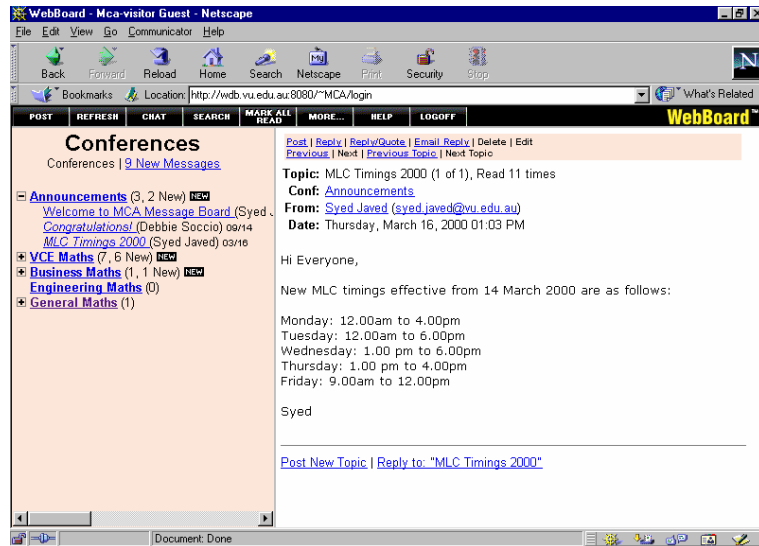 WebBoard - Mca-visitor Guest - Netscape
File Edit View Go Communicator Help
Back Forward Reload Home Search Netscape Print Security Stop
Bookmarks Location: http://wdb.vu.edu.au:8080/~MCA/login What's Related
POST REFRESH CHAT SEARCH MARK ALL READ MORE... HELP LOGOFF WebBoard™
Conferences
Conferences | 9 New Messages
Announcements (3, 2 New) NEW
Welcome to MCA Message Board (Syed
Congratulations! (Debbie Soccio) 09/14
MLC Timings 2000 (Syed Javed) 03/16
VCE Maths (7, 6 New) NEW
Business Maths (1, 1 New) NEW
Engineering Maths (0)
General Maths (1)
Post | Reply | Reply/Quote | Email Reply | Delete | Edit
Previous | Next | Previous Topic | Next Topic
Topic: MLC Timings 2000 (1 of 1), Read 11 times
Conf: Announcements
From: Syed Javed (syed.javed@vu.edu.au)
Date: Thursday, March 16, 2000 01:03 PM
Hi Everyone,
New MLC timings effective from 14 March 2000 are as follows:
Monday: 12.00am to 4.00pm
Tuesday: 12.00am to 6.00pm
Wednesday: 1.00 pm to 6.00pm
Thursday: 1.00 pm to 4.00pm
Friday: 9.00am to 12.00pm
Syed
Post New Topic | Reply to: "MLC Timings 2000"
Document: Done